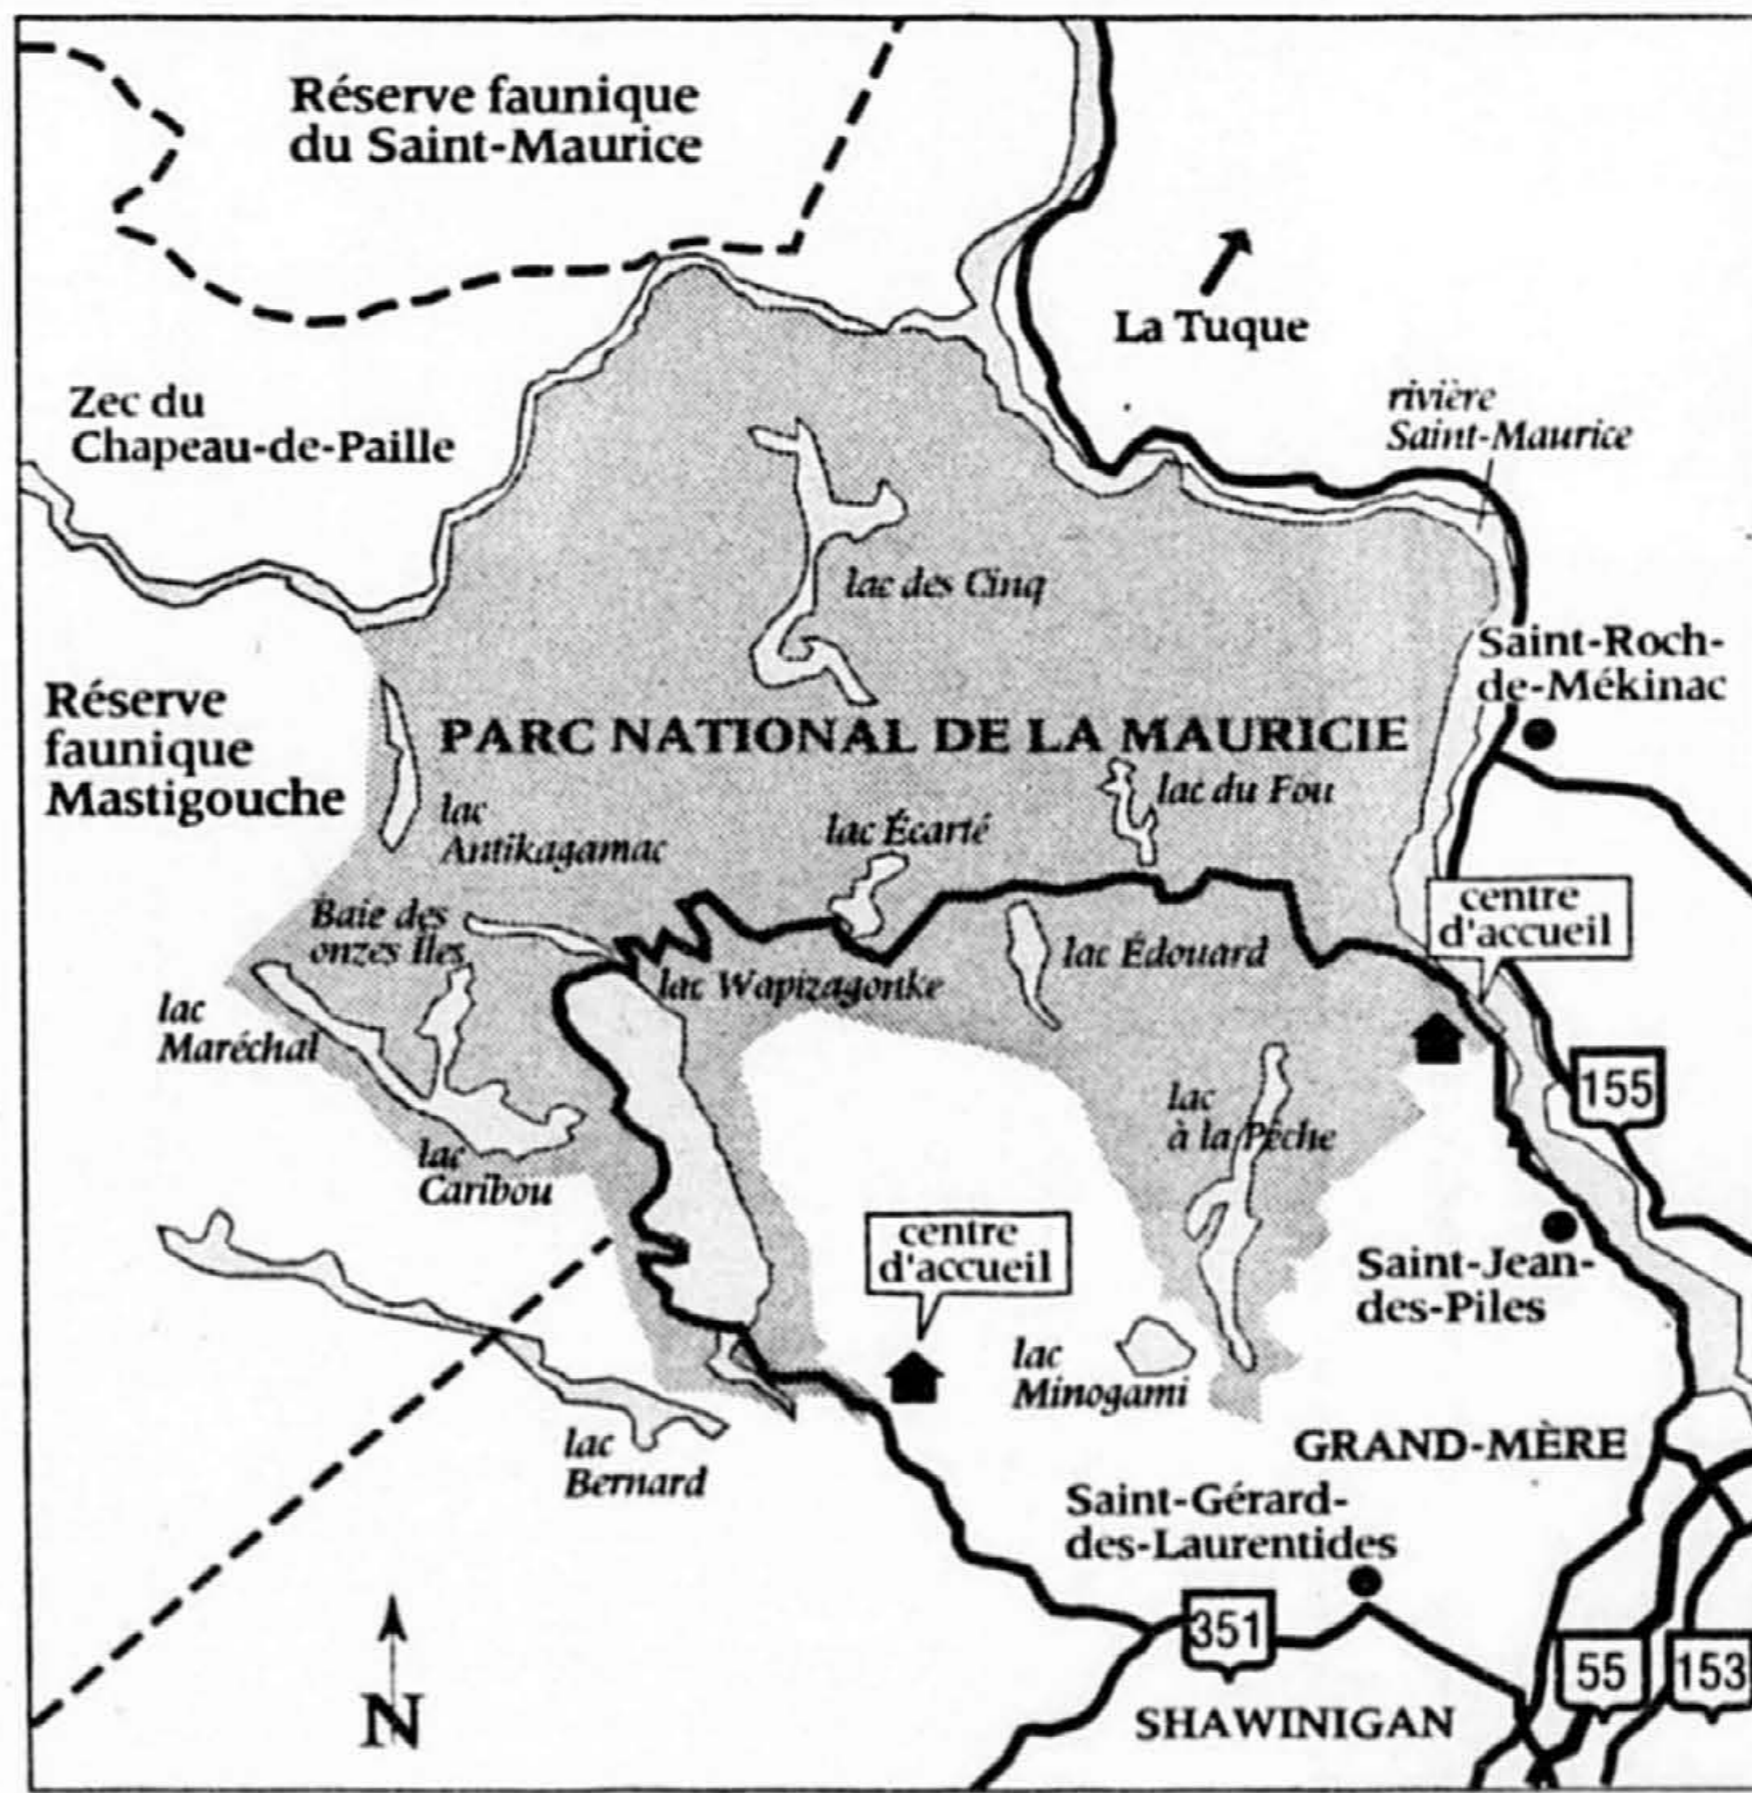 Réserve faunique
du Saint-Maurice
La Tuque
Zec du
Chapeau-de-Paille
rivière
Saint-Maurice
lac des Cinq
Saint-Roch-
de-Mékinac
Réserve
faunique
Mastigouche
PARC NATIONAL DE LA MAURICIE
lac
Antikagamac
lac Écarté
lac du Fou
centre
d'accueil
Baie des
onzes Îles
lac Wapizagonke
lac Édouard
lac
Maréchal
155
lac
à la Pêche
lac
Caribou
centre
d'accueil
Saint-Jean-
des-Piles
lac
Minogami
lac
Bernard
GRAND-MÈRE
Saint-Gérard-
des-Laurentides
351
55
153
N
SHAWINIGAN